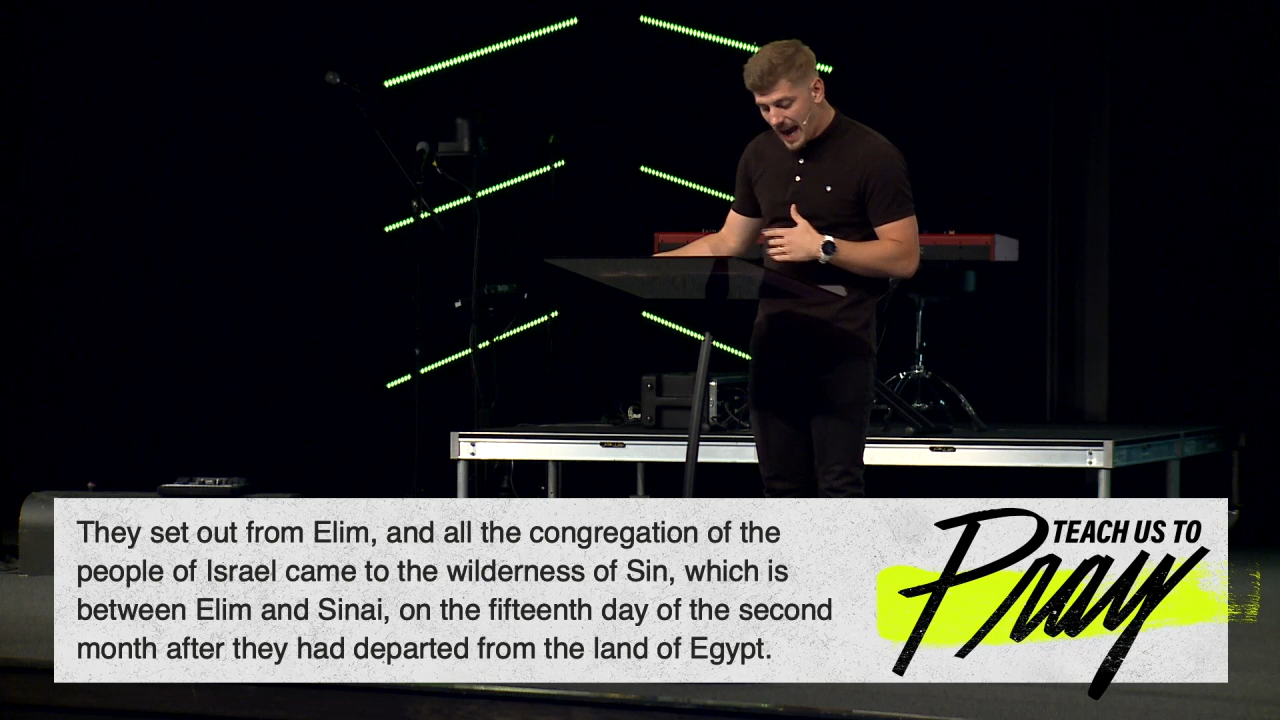 They set out from Elim, and all the congregation of the
people of Israel came to the wilderness of Sin, which is
between Elim and Sinai, on the fifteenth day of the second
month after they had departed from the land of Egypt.
TEACH US TO
Pray